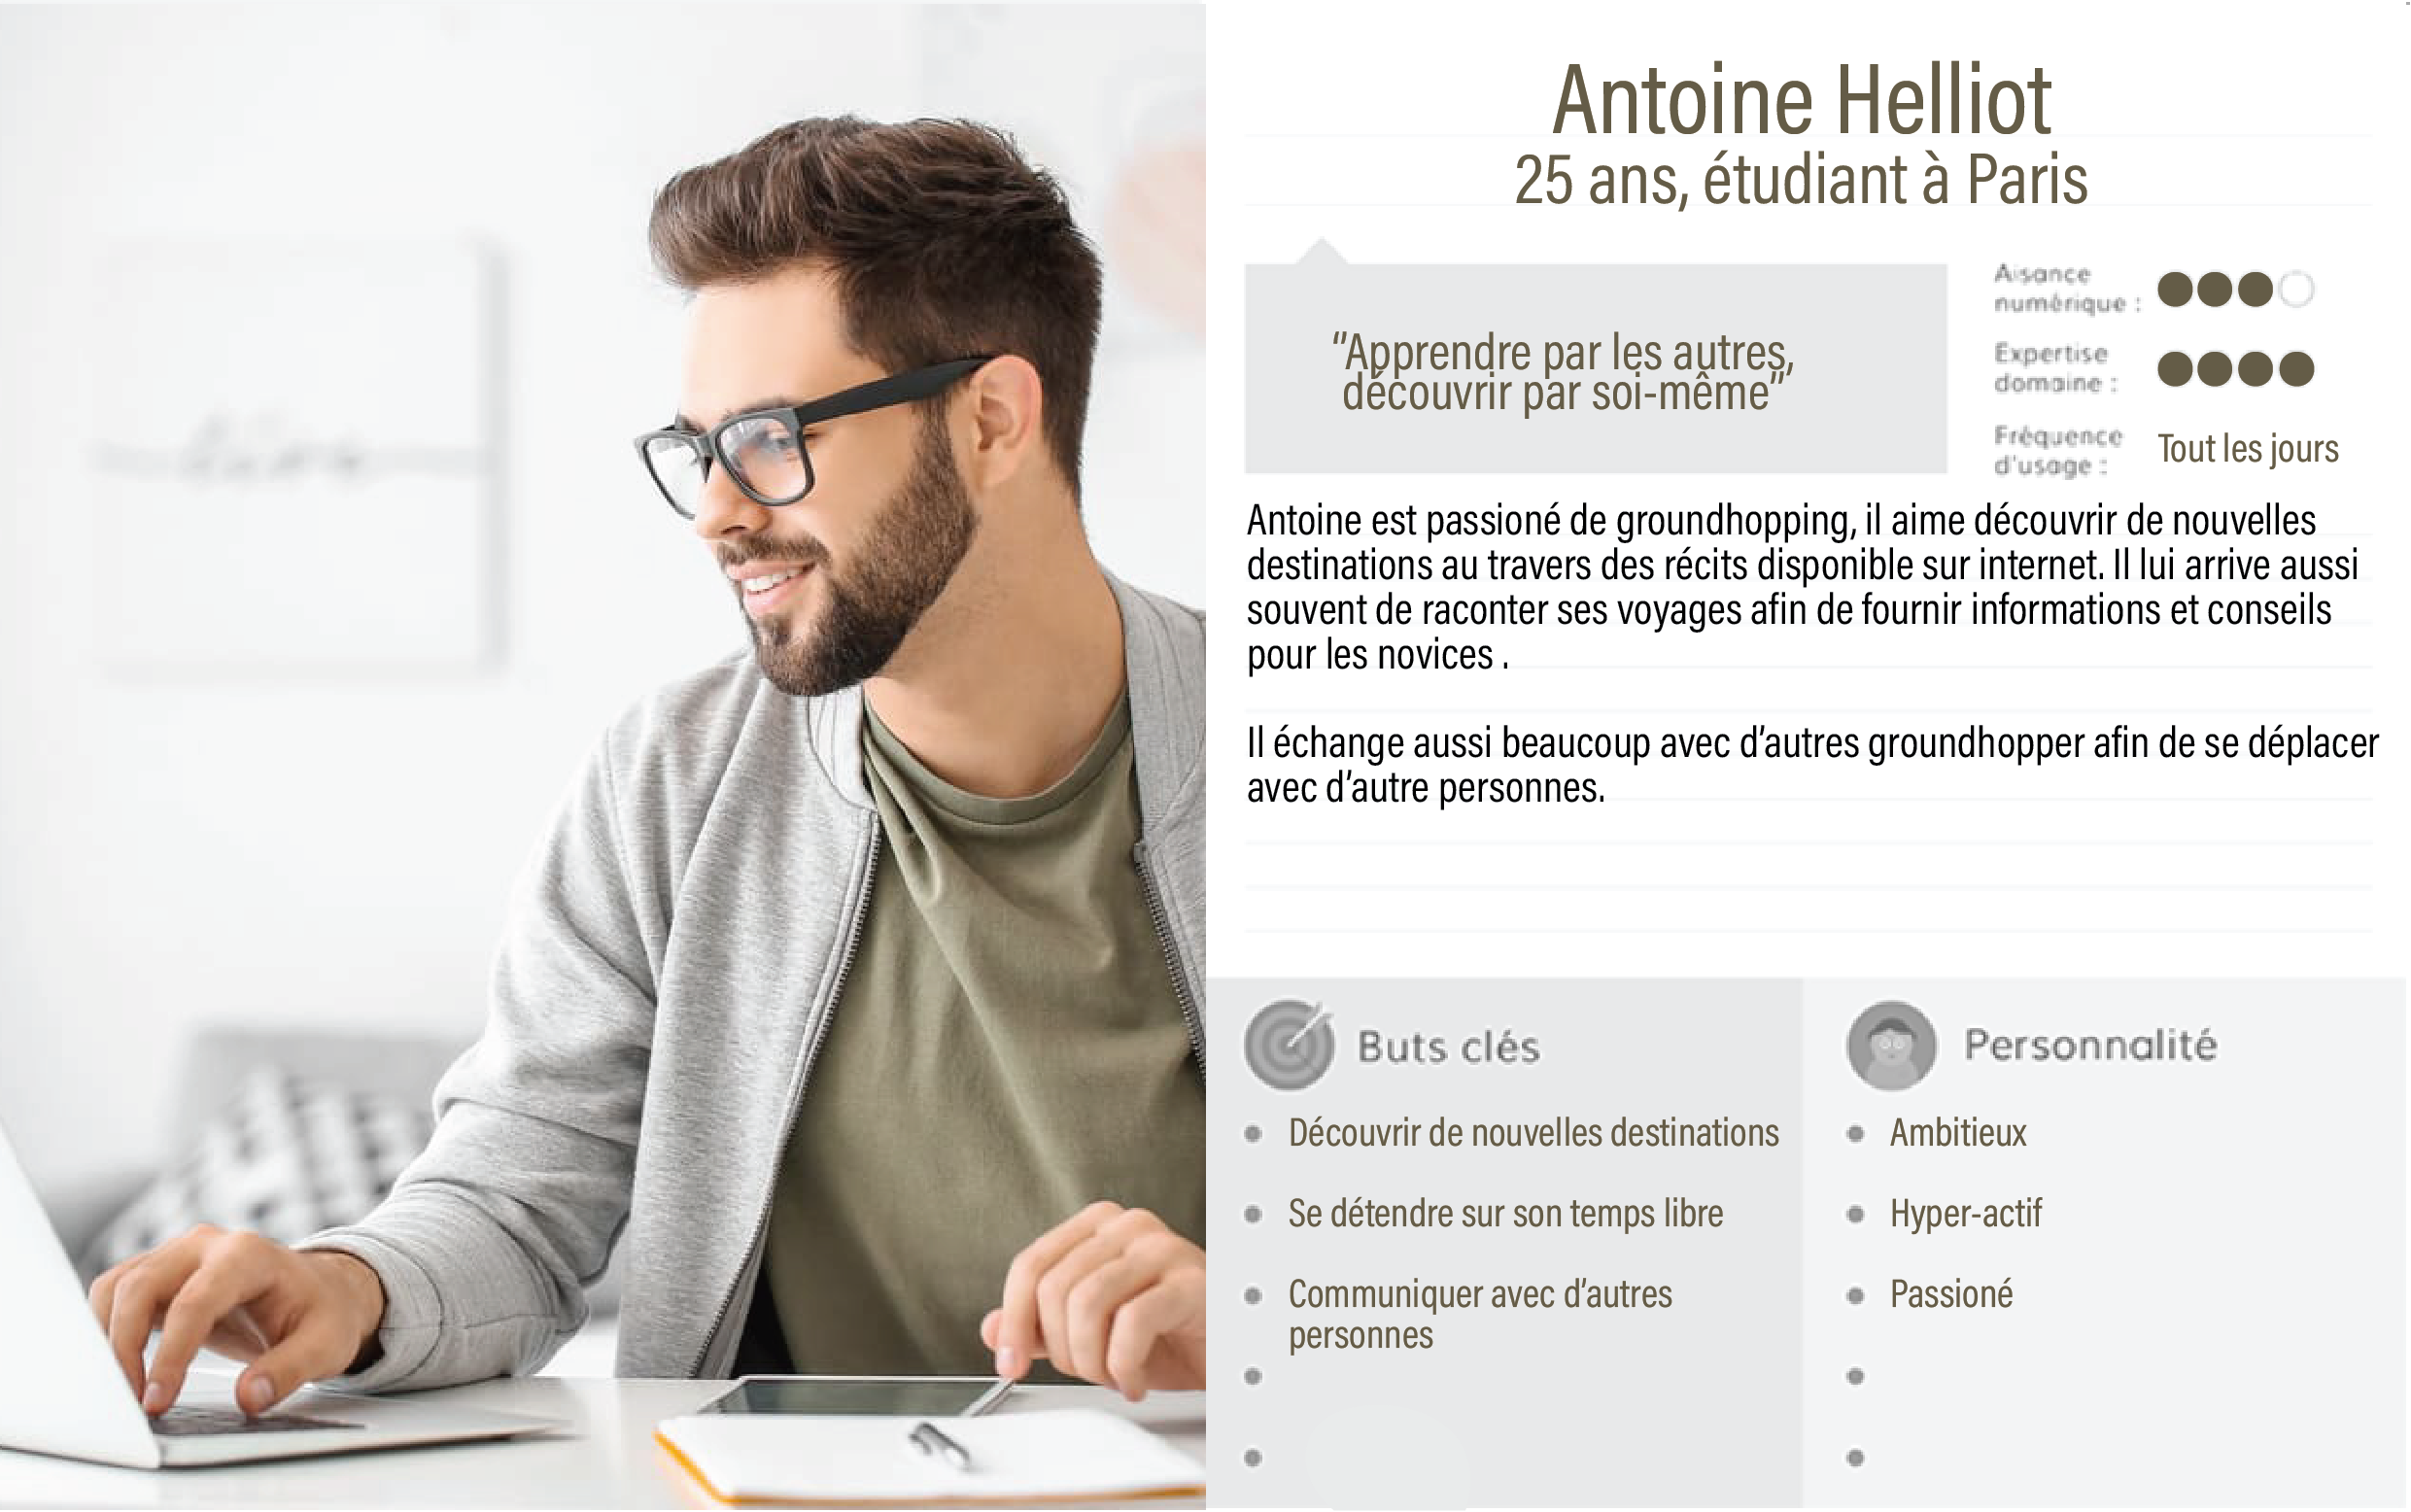 Antoine Helliot
25 ans, étudiant à Paris
"Apprendre par les autres,
découvrir par soi-même"
Aisance
numérique :
Expertise
domaine :
Fréquence
d'usage :
Tout les jours
Antoine est passioné de groundhopping, il aime découvrir de nouvelles
destinations au travers des récits disponible sur internet. Il lui arrive aussi
souvent de raconter ses voyages afin de fournir informations et conseils
pour les novices .
Il échange aussi beaucoup avec d'autres groundhopper afin de se déplacer
avec d'autre personnes.
Buts clés
Découvrir de nouvelles destinations
Se détendre sur son temps libre
Communiquer avec d'autres
personnes
Personnalité
Ambitieux
Hyper-actif
Passioné